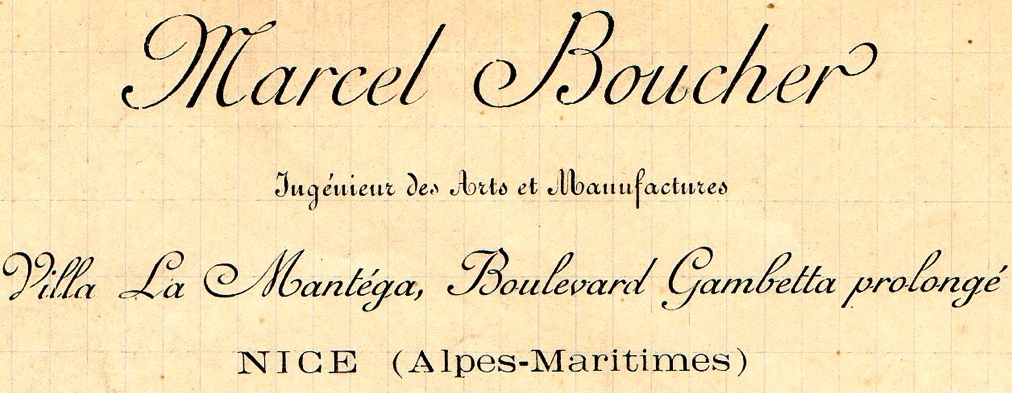 Marcel Boucher
Ingénieur des Arts et Manufactures
Villa La Mantéga, Boulevard Gambetta prolongé
NICE (Alpes-Maritimes)